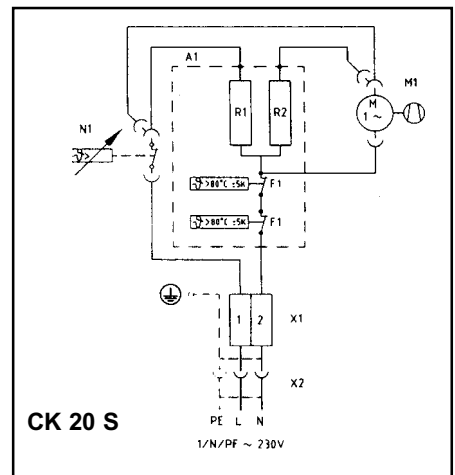 A1
R1 R2
M1
M
1 ~
N1
>80°C ±5K F1
>80°C ±5K F1
1 2 X1
X2
PE L N
CK 20 S
1/N/PE ~ 230V